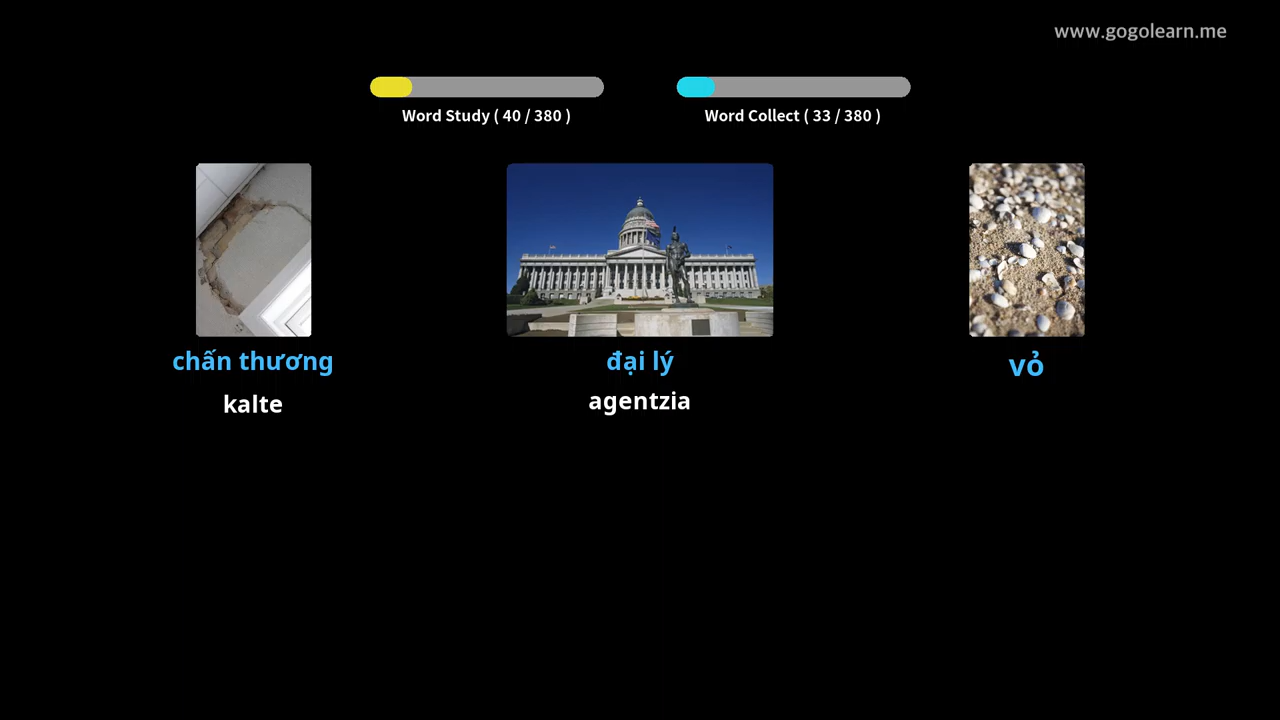 www.gogolearn.me
Word Study ( 40 / 380 )
Word Collect ( 33 / 380 )
chấn thương
kalte
đại lý
agentzia
vỏ